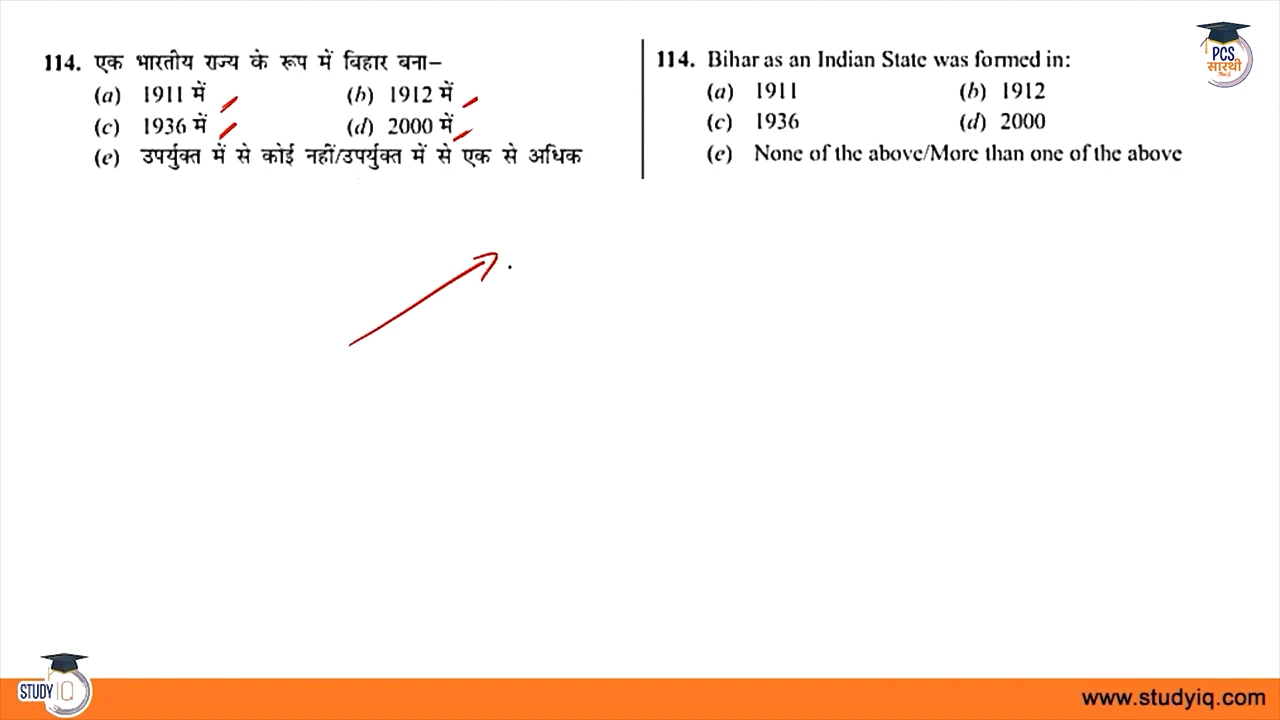 114. एक भारतीय राज्य के रूप में बिहार बना–
(a) 1911 में (b) 1912 में
(c) 1936 में (d) 2000 में
(e) उपर्युक्त में से कोई नहीं/उपर्युक्त में से एक से अधिक
114. Bihar as an Indian State was formed in:
(a) 1911 (b) 1912
(c) 1936 (d) 2000
(e) None of the above/More than one of the above
PCS
सारथी
STUDY IQ
www.studyiq.com